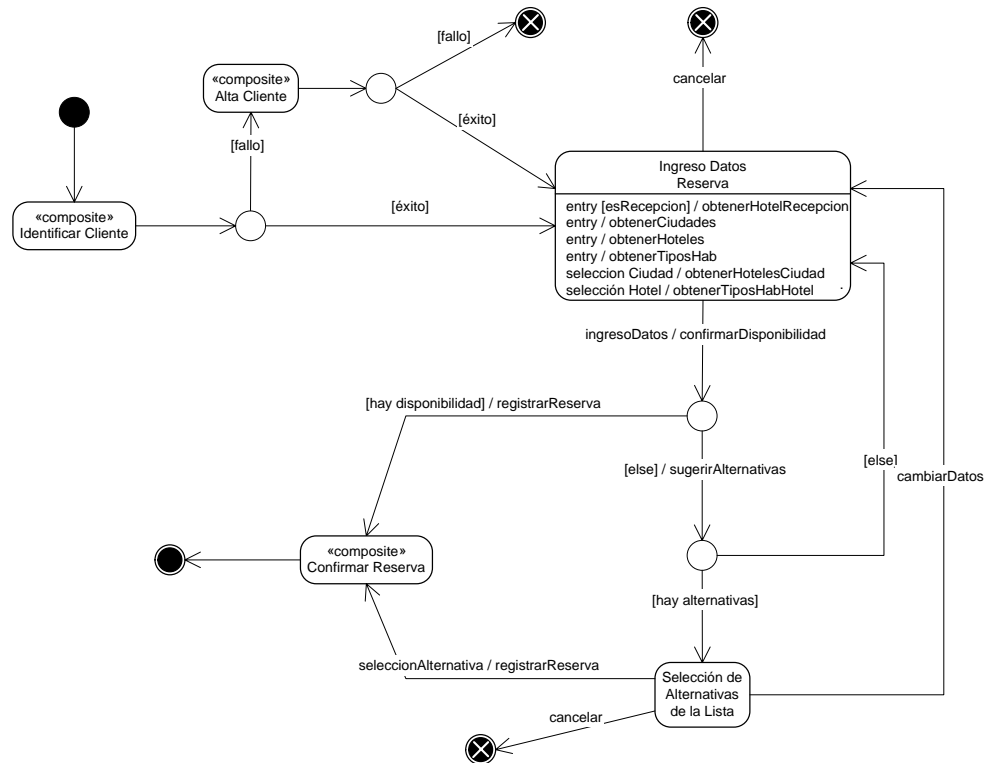 [fallo]
cancelar
«composite»
Alta Cliente
[éxito]
[fallo]
Ingreso Datos
Reserva
«composite»
Identificar Cliente
[éxito]
entry [esRecepcion] / obtenerHotelRecepcion
entry / obtenerCiudades
entry / obtenerHoteles
entry / obtenerTiposHab
seleccion Ciudad / obtenerHotelesCiudad
selección Hotel / obtenerTiposHabHotel
ingresoDatos / confirmarDisponibilidad
[hay disponibilidad] / registrarReserva
[else] / sugerirAlternativas
[else]
cambiarDatos
«composite»
Confirmar Reserva
[hay alternativas]
seleccionAlternativa / registrarReserva
Selección de
Alternativas
de la Lista
cancelar